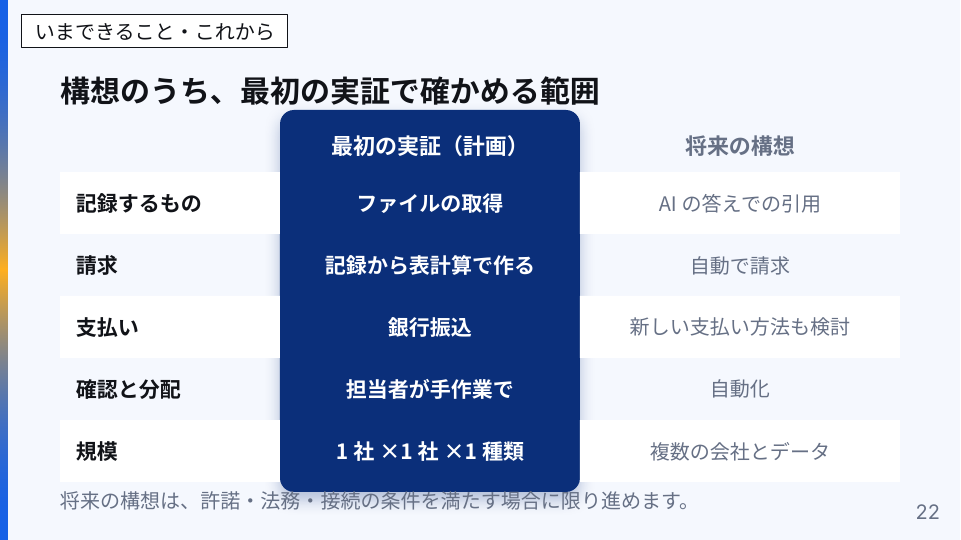 いまできること・これから
構想のうち、最初の実証で確かめる範囲
最初の実証（計画） 将来の構想
記録するもの ファイルの取得 AI の答えでの引用
請求 記録から表計算で作る 自動で請求
支払い 銀行振込 新しい支払い方法も検討
確認と分配 担当者が手作業で 自動化
規模 1 社 ×1 社 ×1 種類 複数の会社とデータ
将来の構想は、許諾・法務・接続の条件を満たす場合に限り進めます。
22